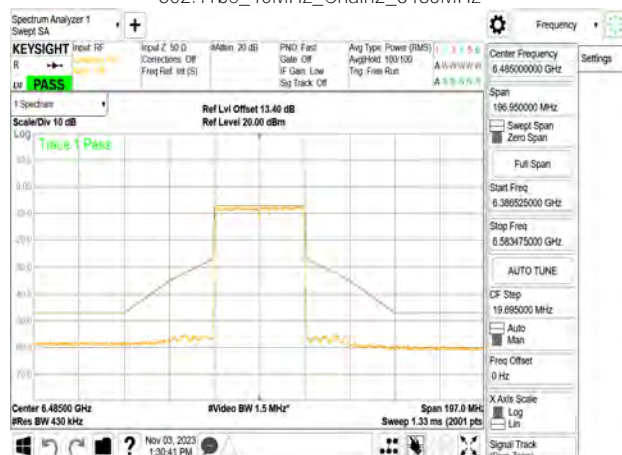 Spectrum Analyzer 1
Swept SA
Frequency
KEYSIGHT
Input: RF
Input Z: 50 Ω
#Atten: 20 dB
PNO: Fast
Avg Type: Power (RMS)
Corrections: Off
Gate: Off
Avg|Hold: 100/100
Freq Ref: Int (S)
IF Gain: Low
Trig: Free Run
Sig Track: Off
PASS
Center Frequency
6.485000000 GHz
Settings
1 Spectrum
Ref Lvl Offset 13.40 dB
Scale/Div 10 dB
Ref Level 20.00 dBm
Log
Trace 1 Pass
Span
196.950000 MHz
Swept Span
Zero Span
Full Span
Start Freq
6.386525000 GHz
Stop Freq
6.583475000 GHz
AUTO TUNE
CF Step
19.695000 MHz
Auto
Man
Freq Offset
0 Hz
X Axis Scale
Log
Lin
Signal Track
Center 6.48500 GHz
#Video BW 1.5 MHz*
Span 197.0 MHz
#Res BW 430 kHz
Sweep 1.33 ms (2001 pts
Nov 03, 2023
1:30:41 PM